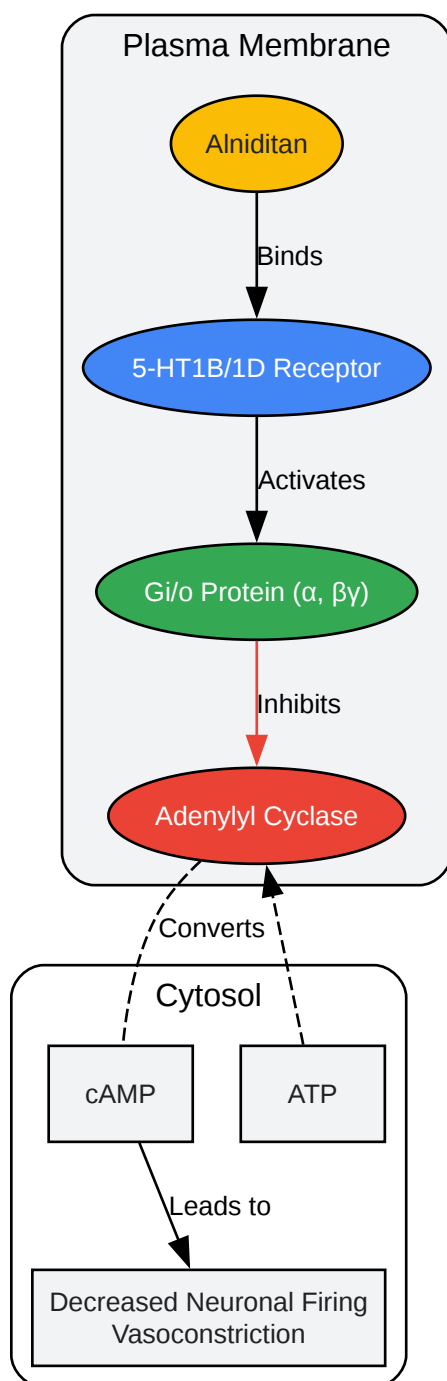 Plasma Membrane
Alniditan
Binds
5-HT1B/1D Receptor
Activates
Gi/o Protein (α, βγ)
Inhibits
Adenylyl Cyclase
Converts
Cytosol
cAMP
ATP
Leads to
Decreased Neuronal Firing
Vasoconstriction